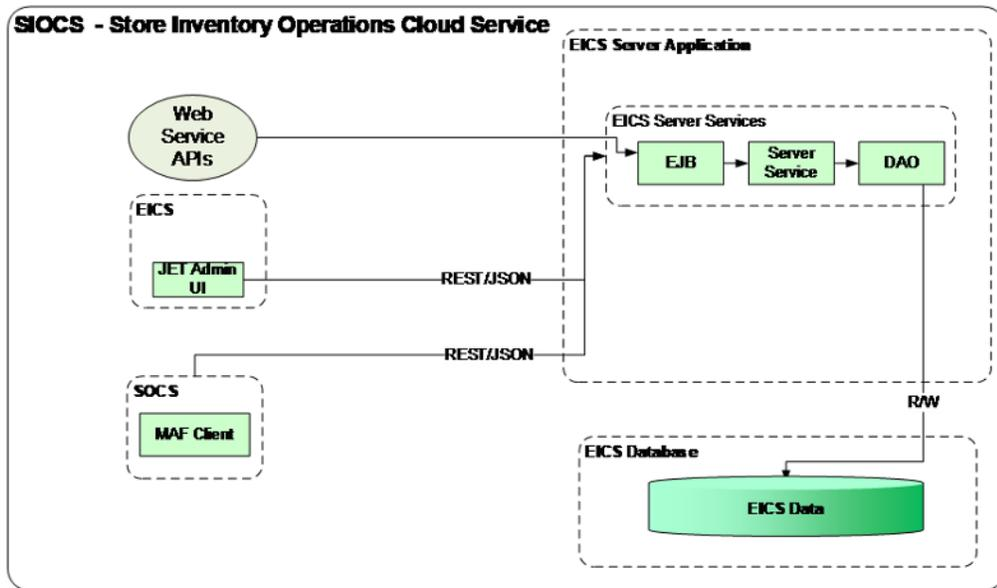 SIOCS - Store Inventory Operations Cloud Service
EICS Server Application
Web
Service
APIs
EICS Server Services
EJB
Server
Service
DAO
EICS
JET Admin
UI
REST/JSON
REST/JSON
SOCS
MAF Client
R/W
EICS Database
EICS Data